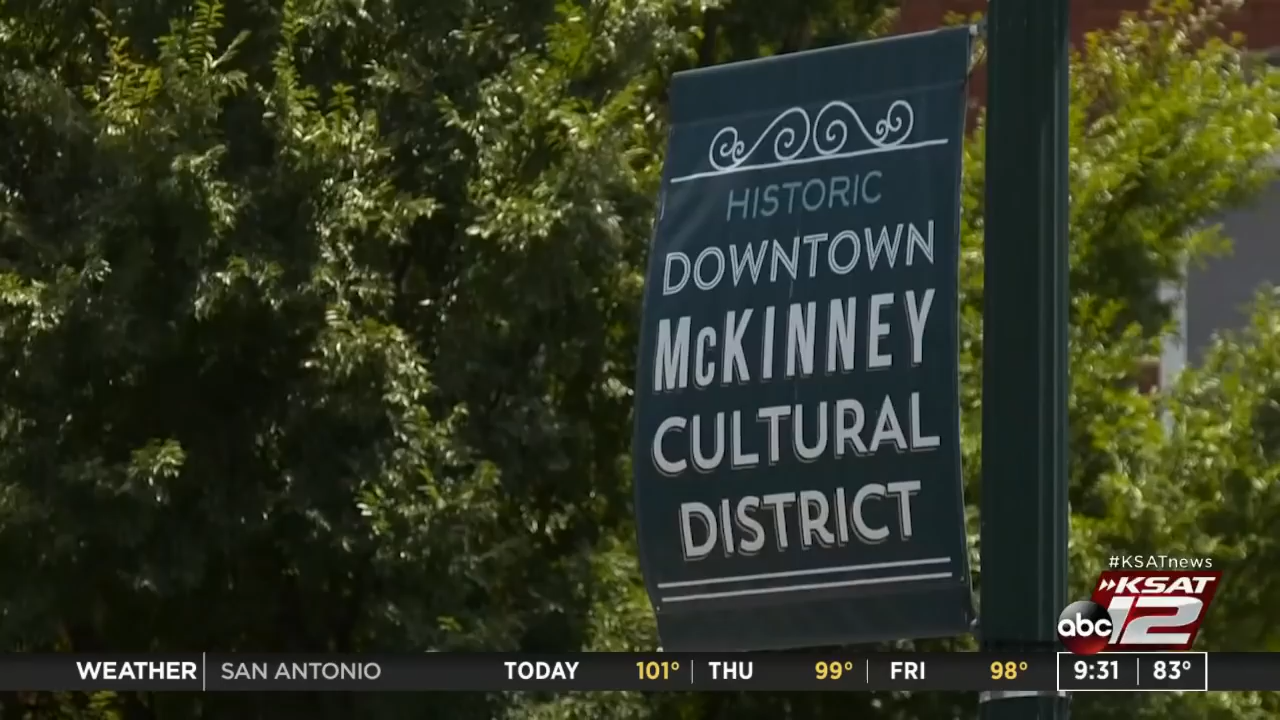 HISTORIC
DOWNTOWN
McKINNEY
CULTURAL
DISTRICT
#KSATnews
KSAT
abc 12
WEATHER SAN ANTONIO TODAY 101° THU 99° FRI 98° 9:31 83°